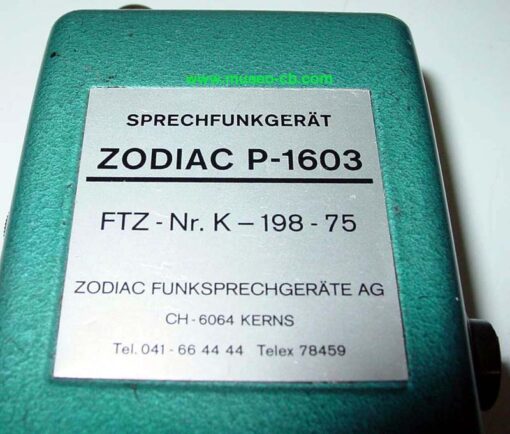 www.museo-cb.com
SPRECHFUNKGERÄT
ZODIAC P-1603
FTZ - Nr. K – 198 - 75
ZODIAC FUNKSPRECHGERÄTE AG
CH - 6064 KERNS
Tel. 041 - 66 44 44 Telex 78459